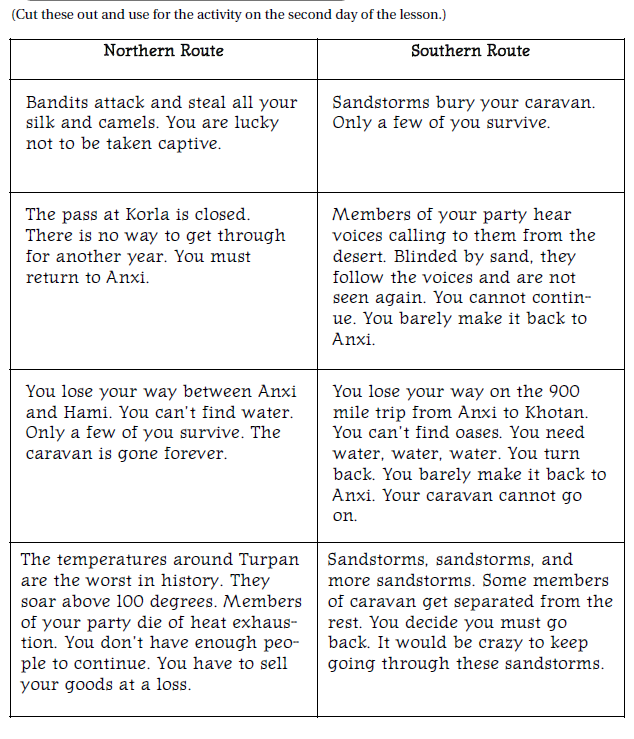 (Cut these out and use for the activity on the second day of the lesson.)
Northern Route
Southern Route
Bandits attack and steal all your
silk and camels. You are lucky
not to be taken captive.
Sandstorms bury your caravan.
Only a few of you survive.
The pass at Korla is closed.
There is no way to get through
for another year. You must
return to Anxi.
Members of your party hear
voices calling to them from the
desert. Blinded by sand, they
follow the voices and are not
seen again. You cannot contin-
ue. You barely make it back to
Anxi.
You lose your way between Anxi
and Hami. You can't find water.
Only a few of you survive. The
caravan is gone forever.
You lose your way on the 900
mile trip from Anxi to Khotan.
You can't find oases. You need
water, water, water. You turn
back. You barely make it back to
Anxi. Your caravan cannot go
on.
The temperatures around Turpan
are the worst in history. They
soar above 100 degrees. Members
of your party die of heat exhaus-
tion. You don't have enough peo-
ple to continue. You have to sell
your goods at a loss.
Sandstorms, sandstorms, and
more sandstorms. Some members
of caravan get separated from the
rest. You decide you must go
back. It would be crazy to keep
going through these sandstorms.